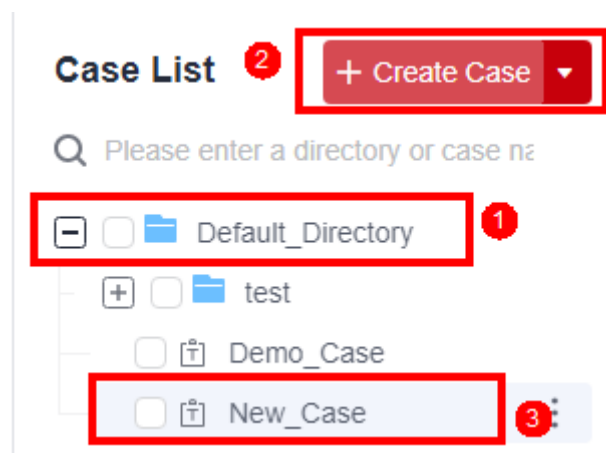 Case List 2 + Create Case
Please enter a directory or case na
Default_Directory 1
test
Demo_Case
New_Case 3